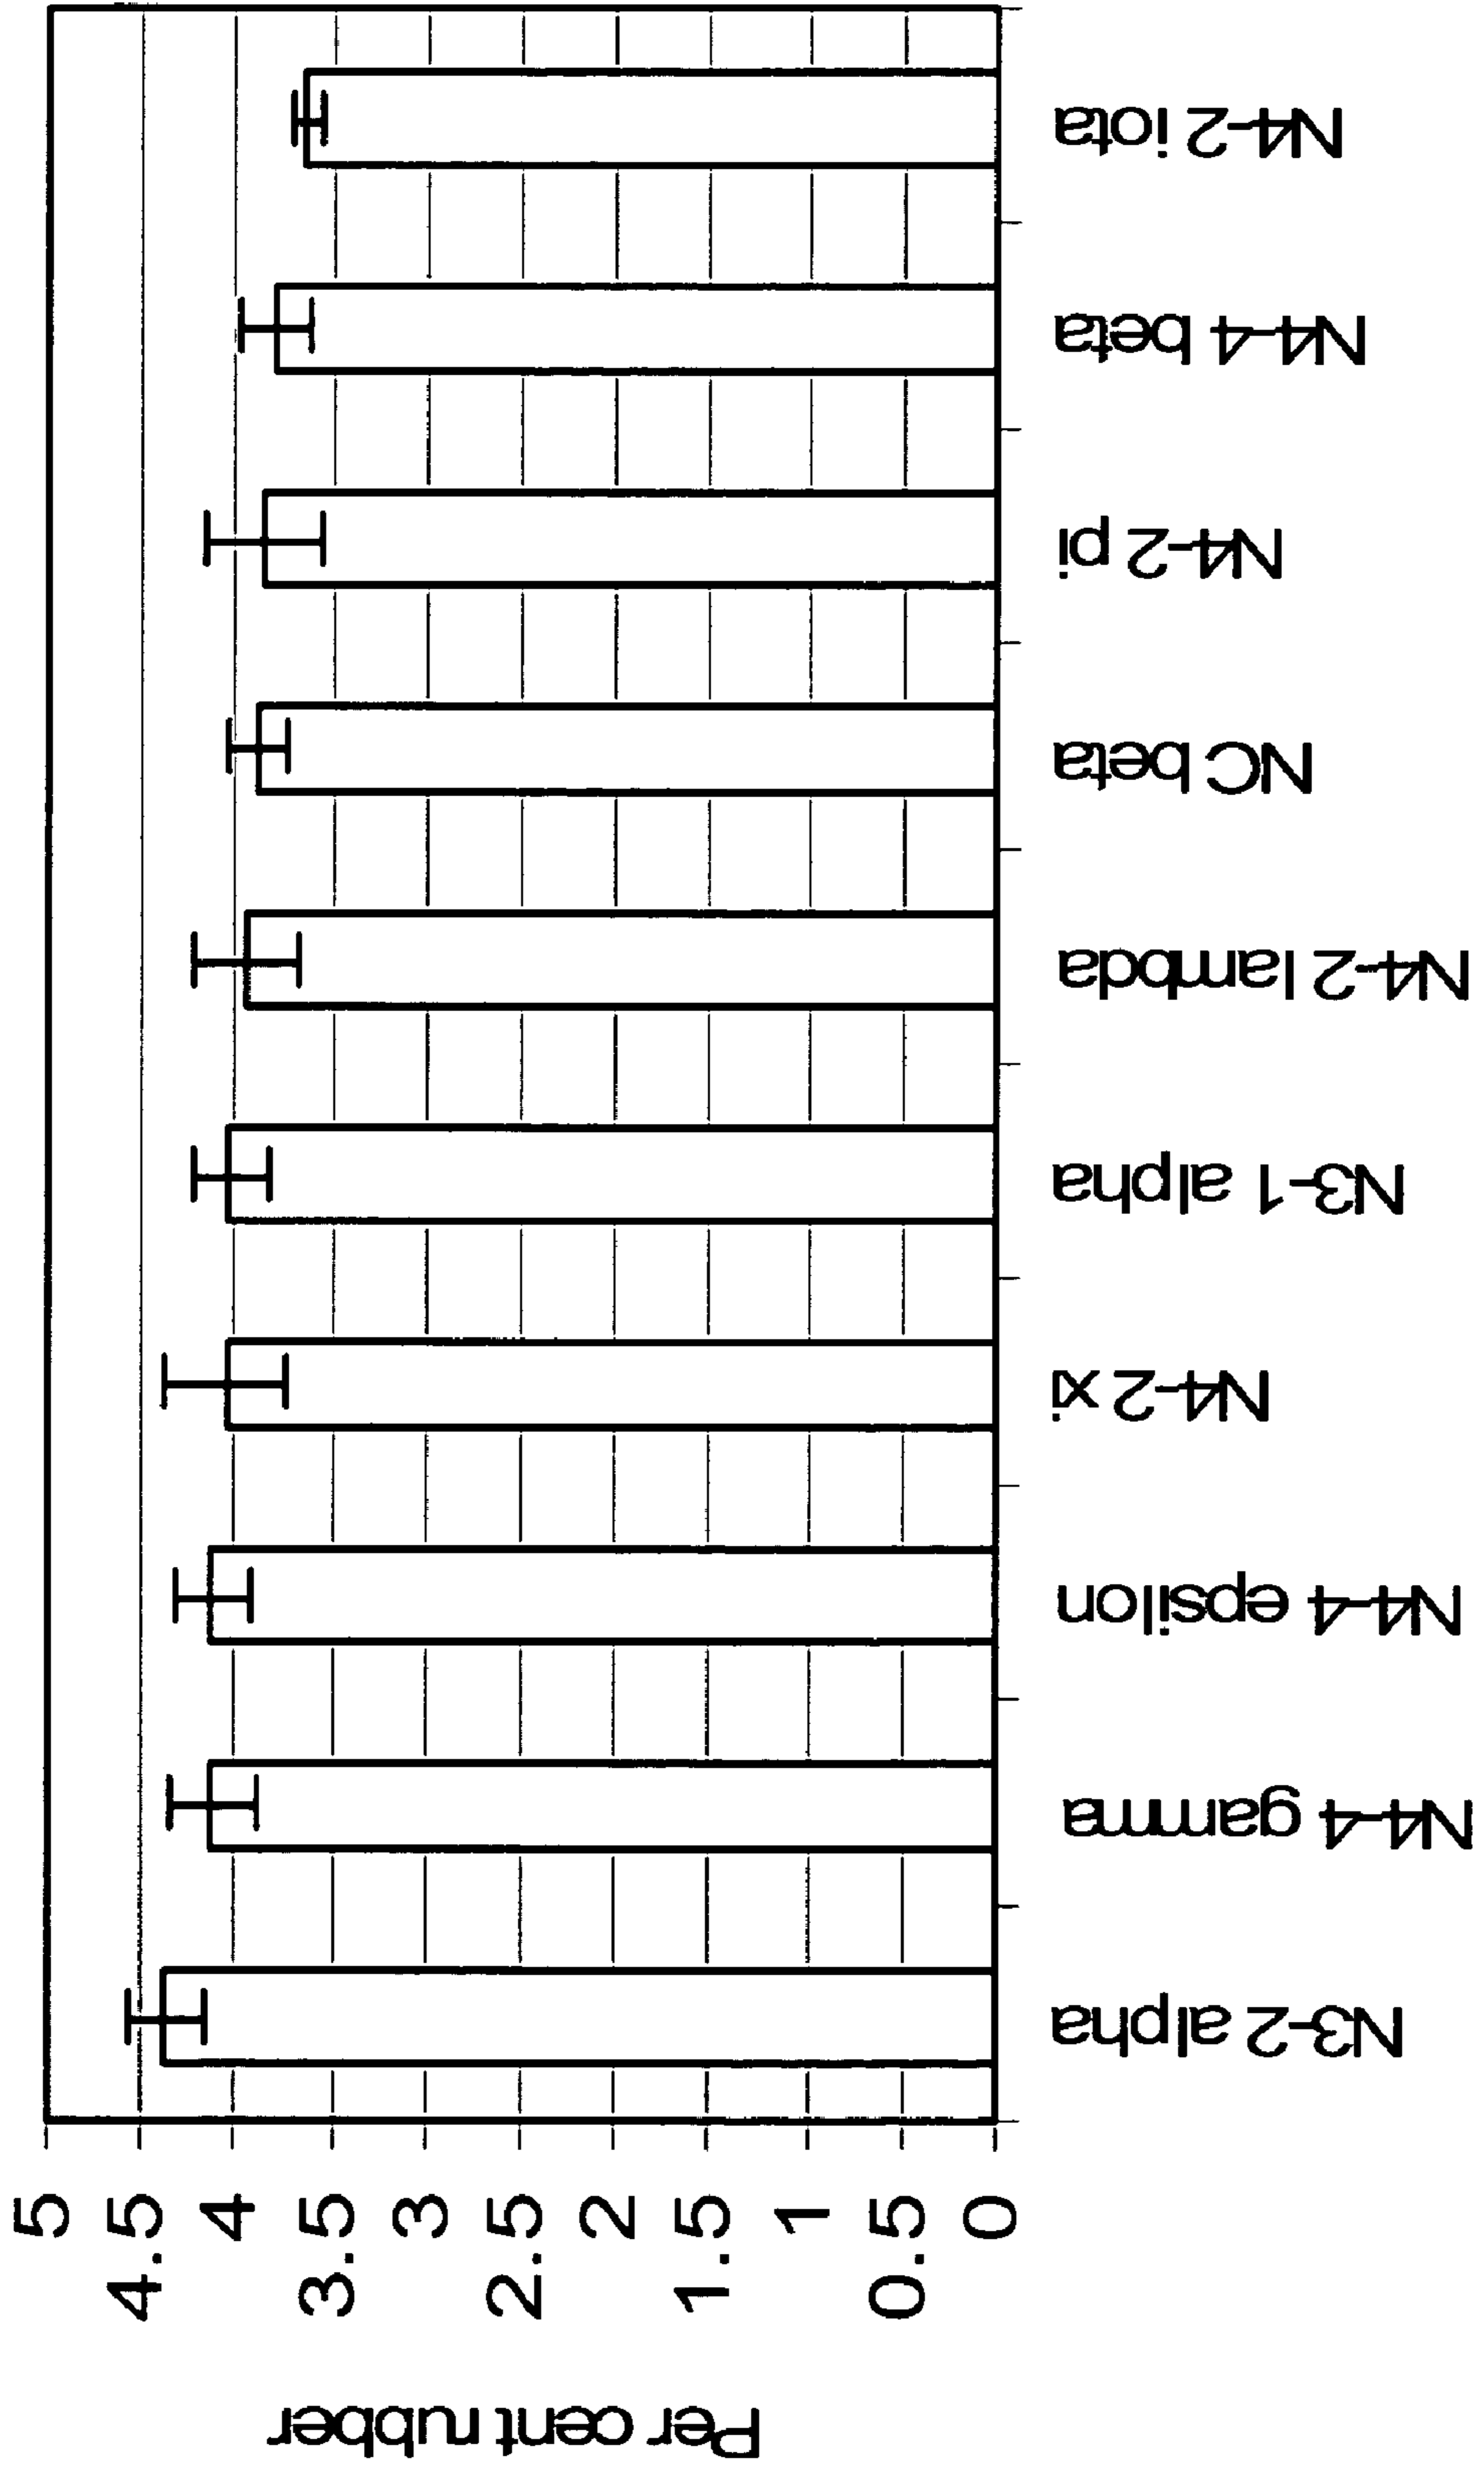 Per cent rubber
5
4.5
4
3.5
3
2.5
2
1.5
1
0.5
0
N3-2 alpha
N4-4 gamma
N4-4 epsilon
N4-2 xi
N3-1 alpha
N4-2 lambda
NC beta
N4-2 pi
N4-4 beta
N4-2 iota